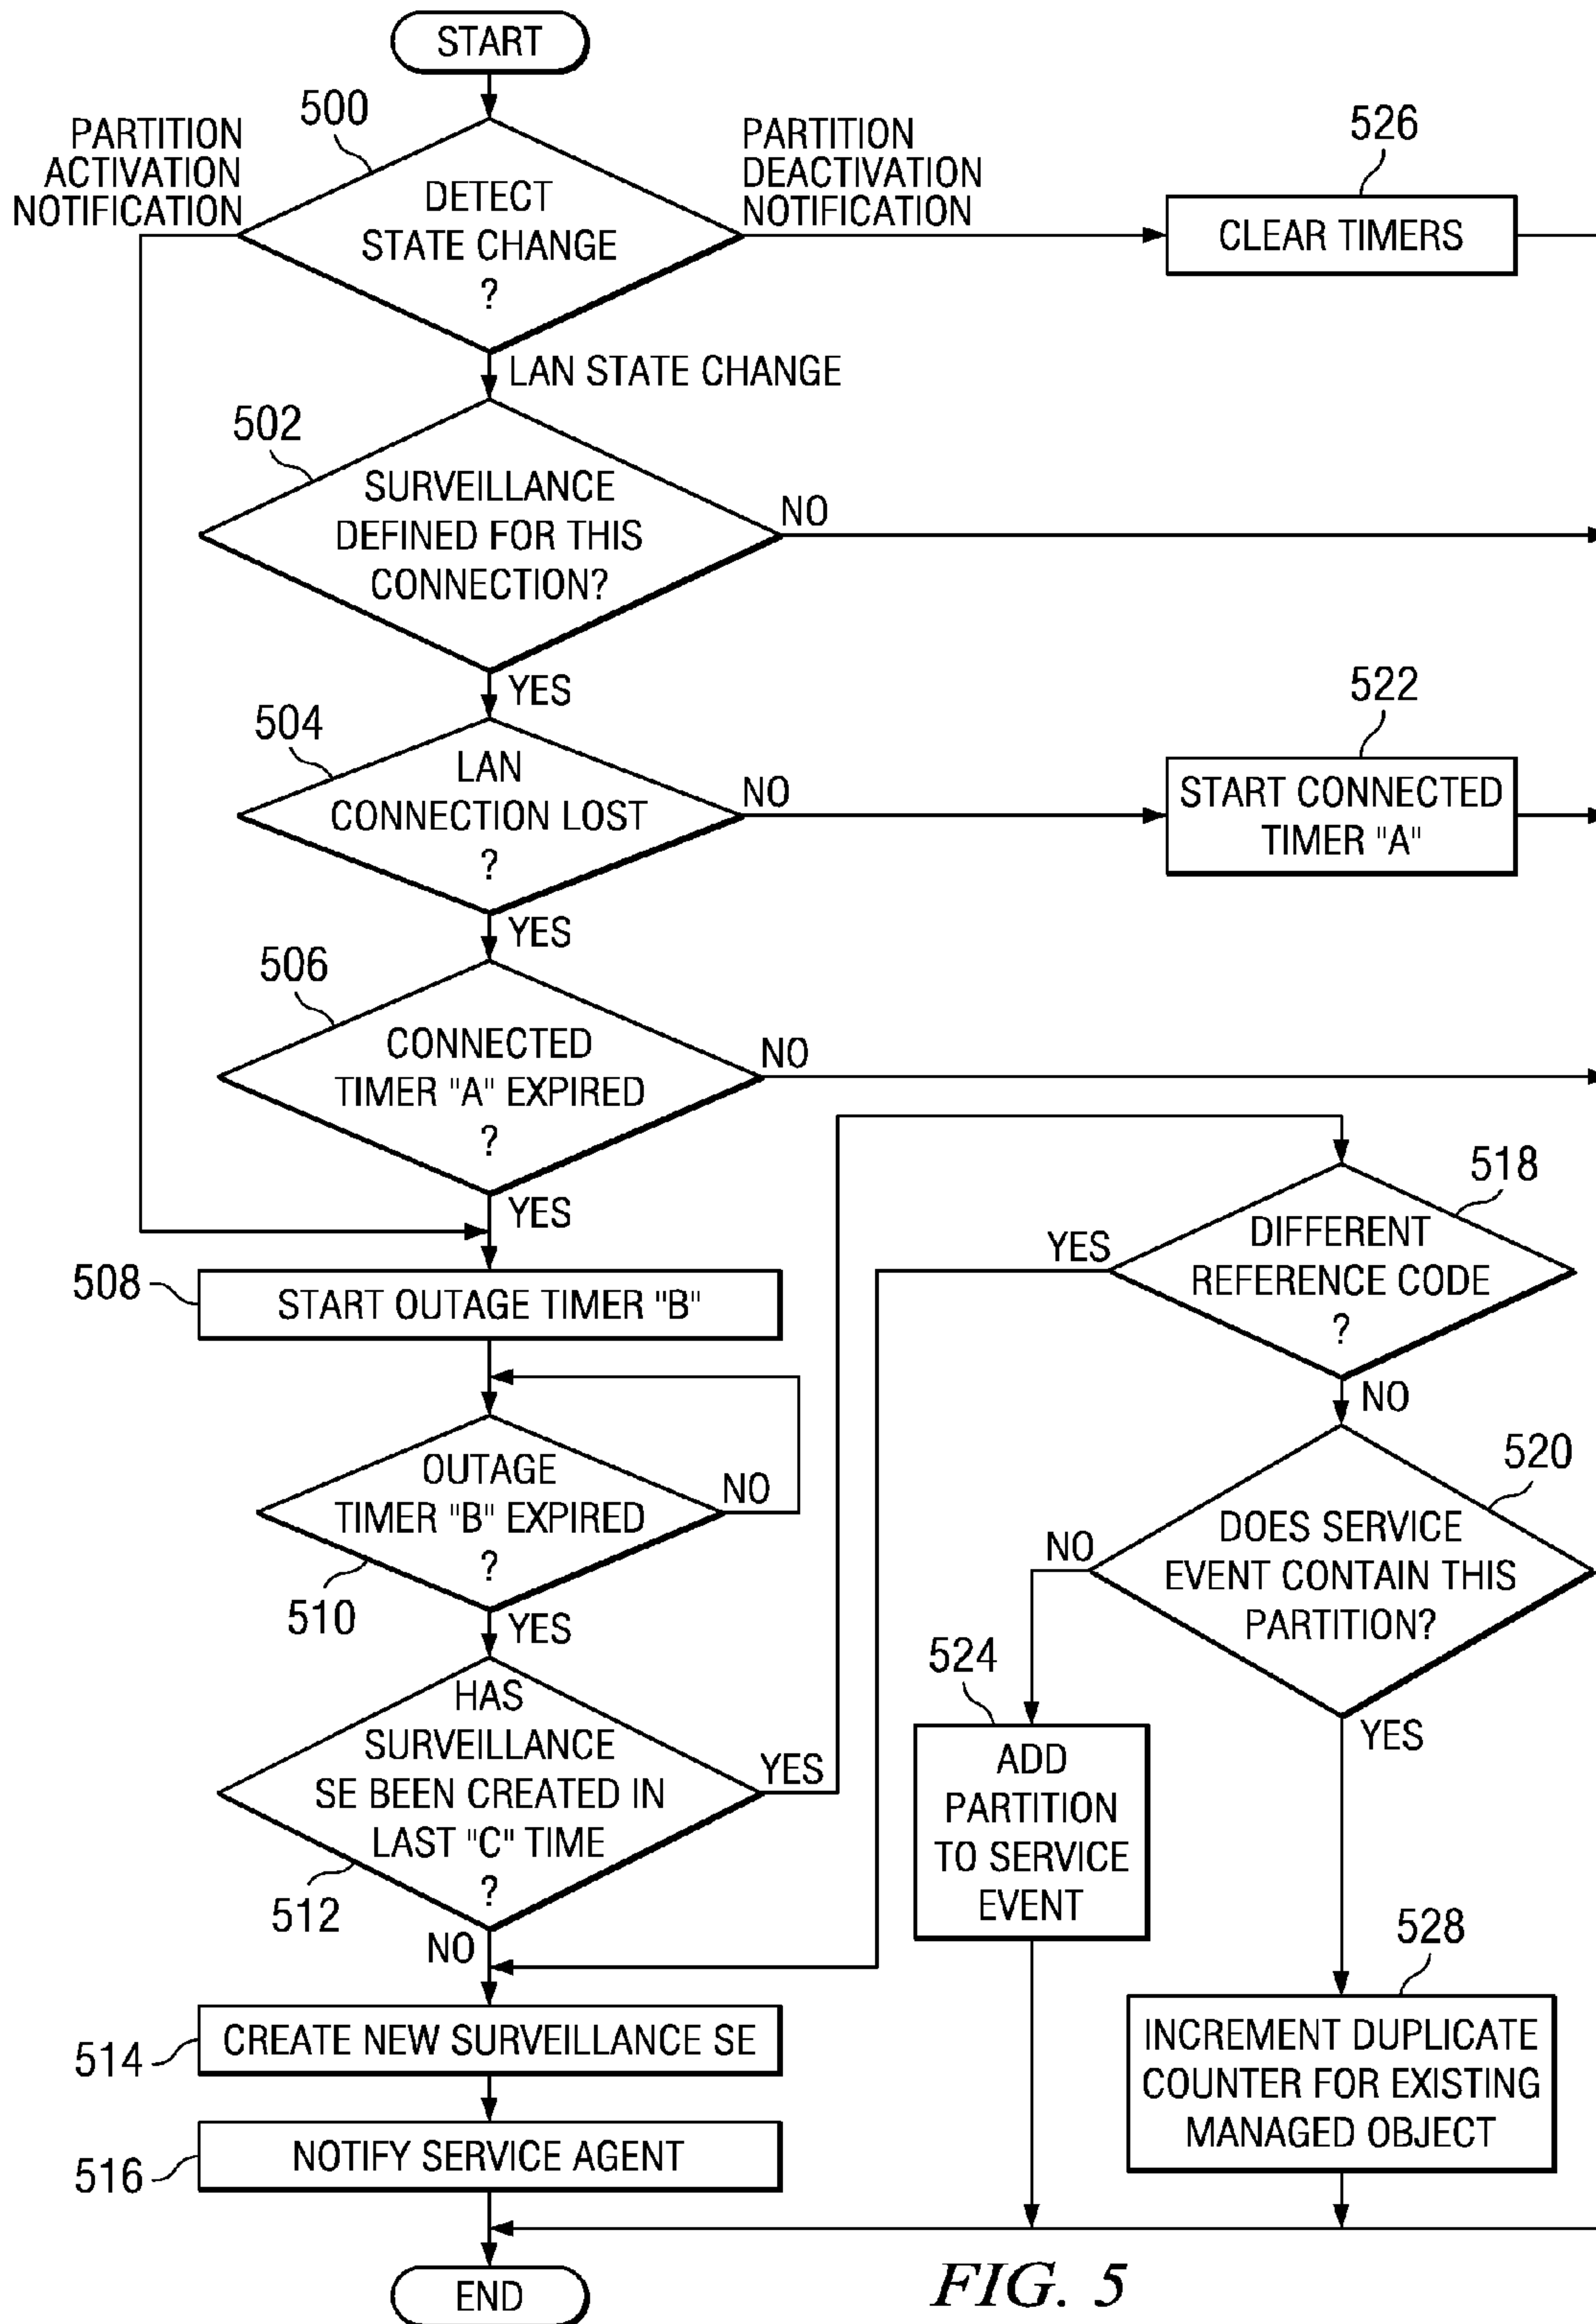 START
500
PARTITION
ACTIVATION
NOTIFICATION
DETECT
STATE CHANGE
?
PARTITION
DEACTIVATION
NOTIFICATION
526
CLEAR TIMERS
LAN STATE CHANGE
502
SURVEILLANCE
DEFINED FOR THIS
CONNECTION?
NO
YES
504
LAN
CONNECTION LOST
?
NO
522
START CONNECTED
TIMER "A"
YES
506
CONNECTED
TIMER "A" EXPIRED
?
NO
YES
508
START OUTAGE TIMER "B"
OUTAGE
TIMER "B" EXPIRED
?
NO
510
YES
HAS
SURVEILLANCE
SE BEEN CREATED IN
LAST "C" TIME
?
YES
512
NO
518
DIFFERENT
REFERENCE CODE
?
YES
NO
520
DOES SERVICE
EVENT CONTAIN THIS
PARTITION?
NO
YES
524
ADD
PARTITION
TO SERVICE
EVENT
528
INCREMENT DUPLICATE
COUNTER FOR EXISTING
MANAGED OBJECT
514
CREATE NEW SURVEILLANCE SE
516
NOTIFY SERVICE AGENT
END
FIG. 5